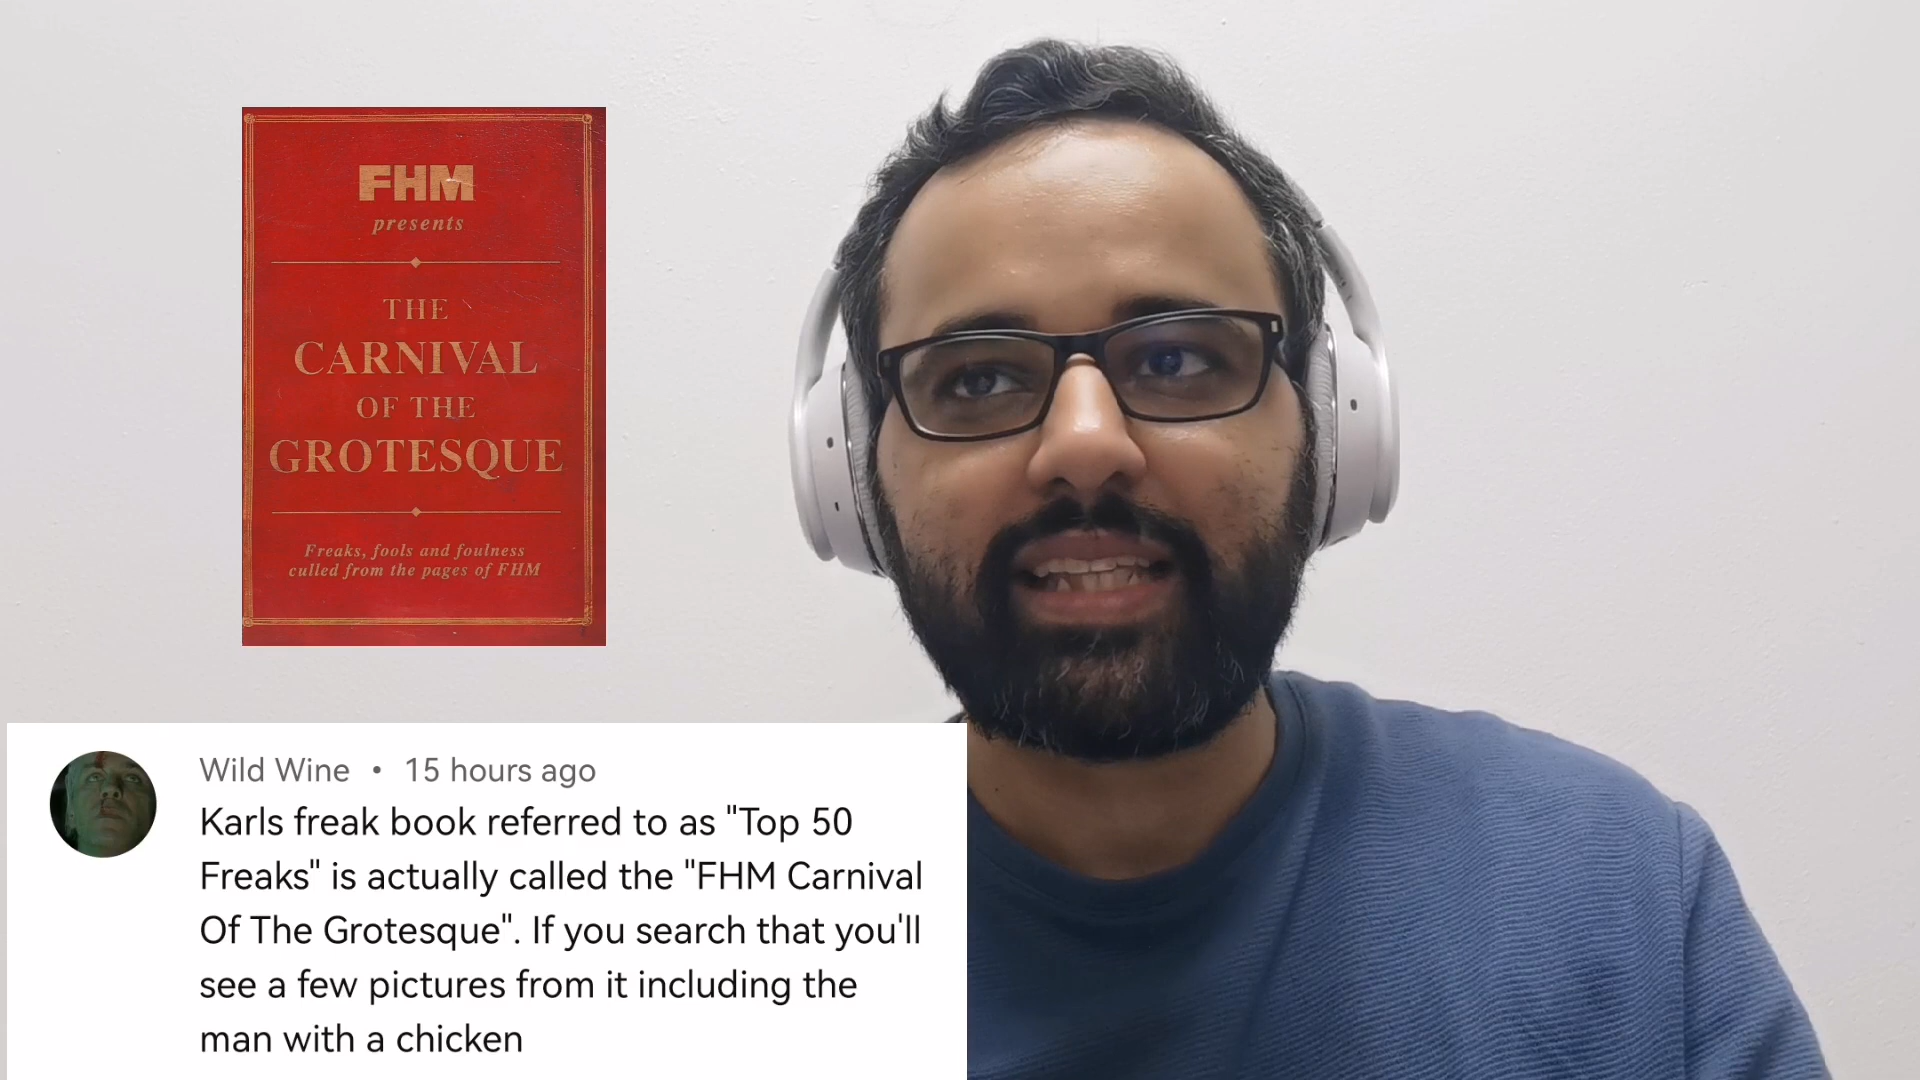 FHM
presents
THE
CARNIVAL
OF THE
GROTESQUE
Freaks, fools and foulness
culled from the pages of FHM
Wild Wine • 15 hours ago
Karls freak book referred to as "Top 50
Freaks" is actually called the "FHM Carnival
Of The Grotesque". If you search that you'll
see a few pictures from it including the
man with a chicken